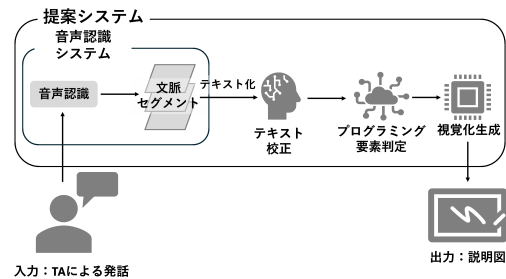 提案システム
音声認識
システム
音声認識
文脈
セグメント
テキスト化
テキスト
校正
プログラミング
要素判定
視覚化生成
入力：TAによる発話
出力：説明図